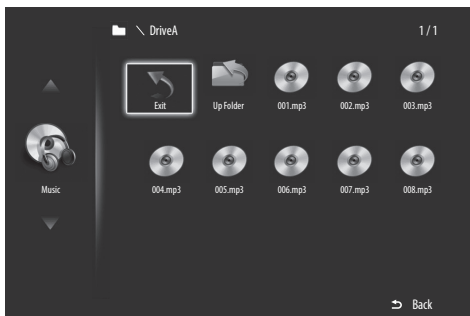 \ DriveA 1 / 1
Exit Up Folder 001.mp3 002.mp3 003.mp3
Music 004.mp3 005.mp3 006.mp3 007.mp3 008.mp3
Back